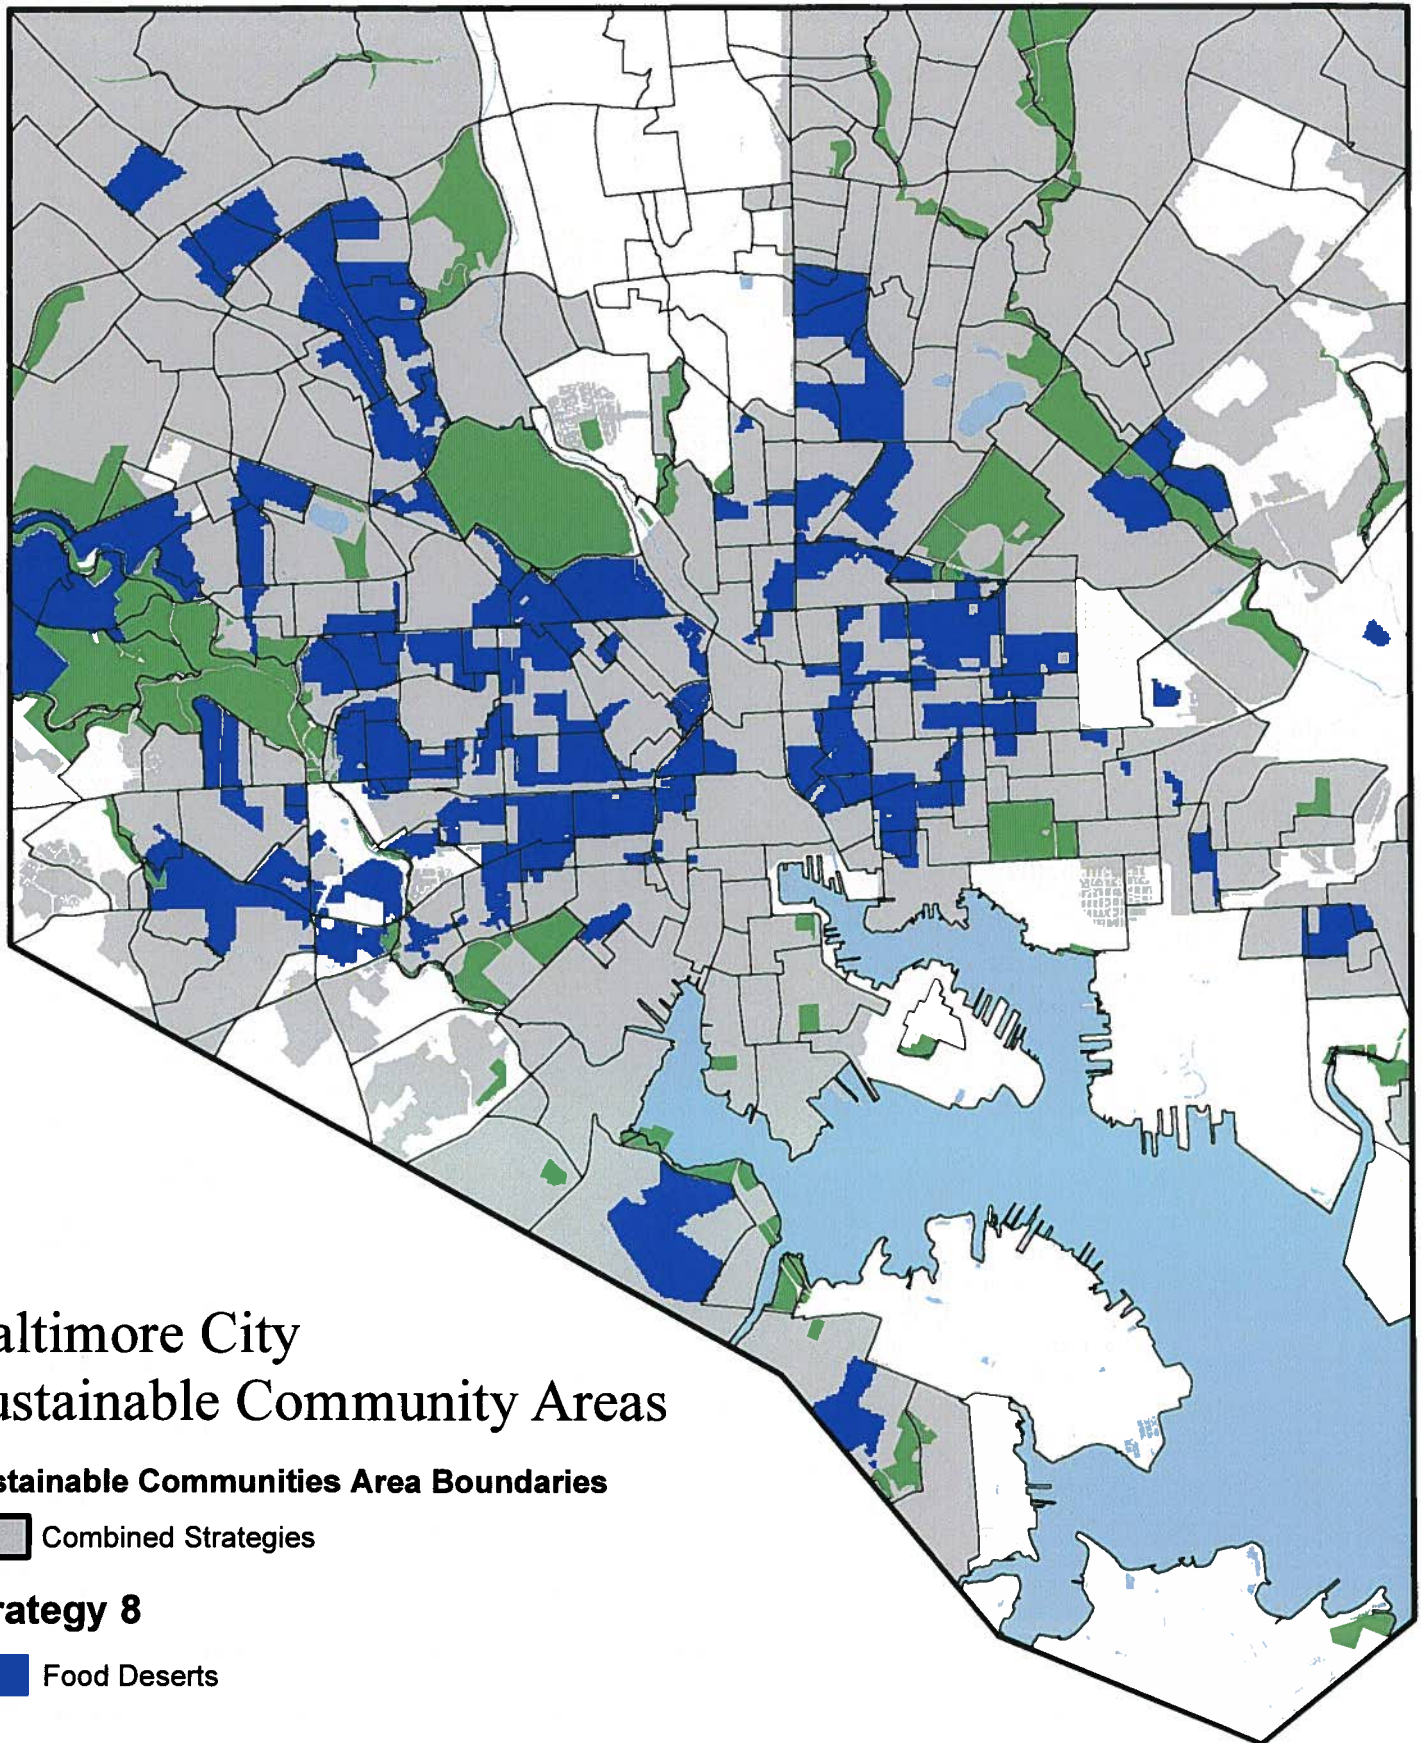 altimore City
ustainable Community Areas
stainable Communities Area Boundaries
Combined Strategies
rategy 8
Food Deserts